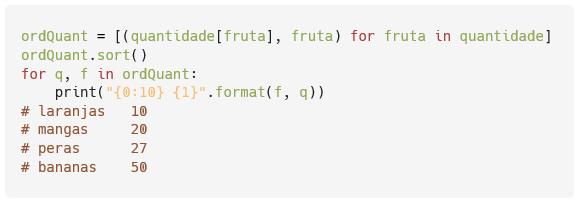 ordQuant = [(quantidade[fruta], fruta) for fruta in quantidade]
ordQuant.sort()
for q, f in ordQuant:
    print("{0:10} {1}".format(f, q))
# laranjas   10
# mangas     20
# peras      27
# bananas    50